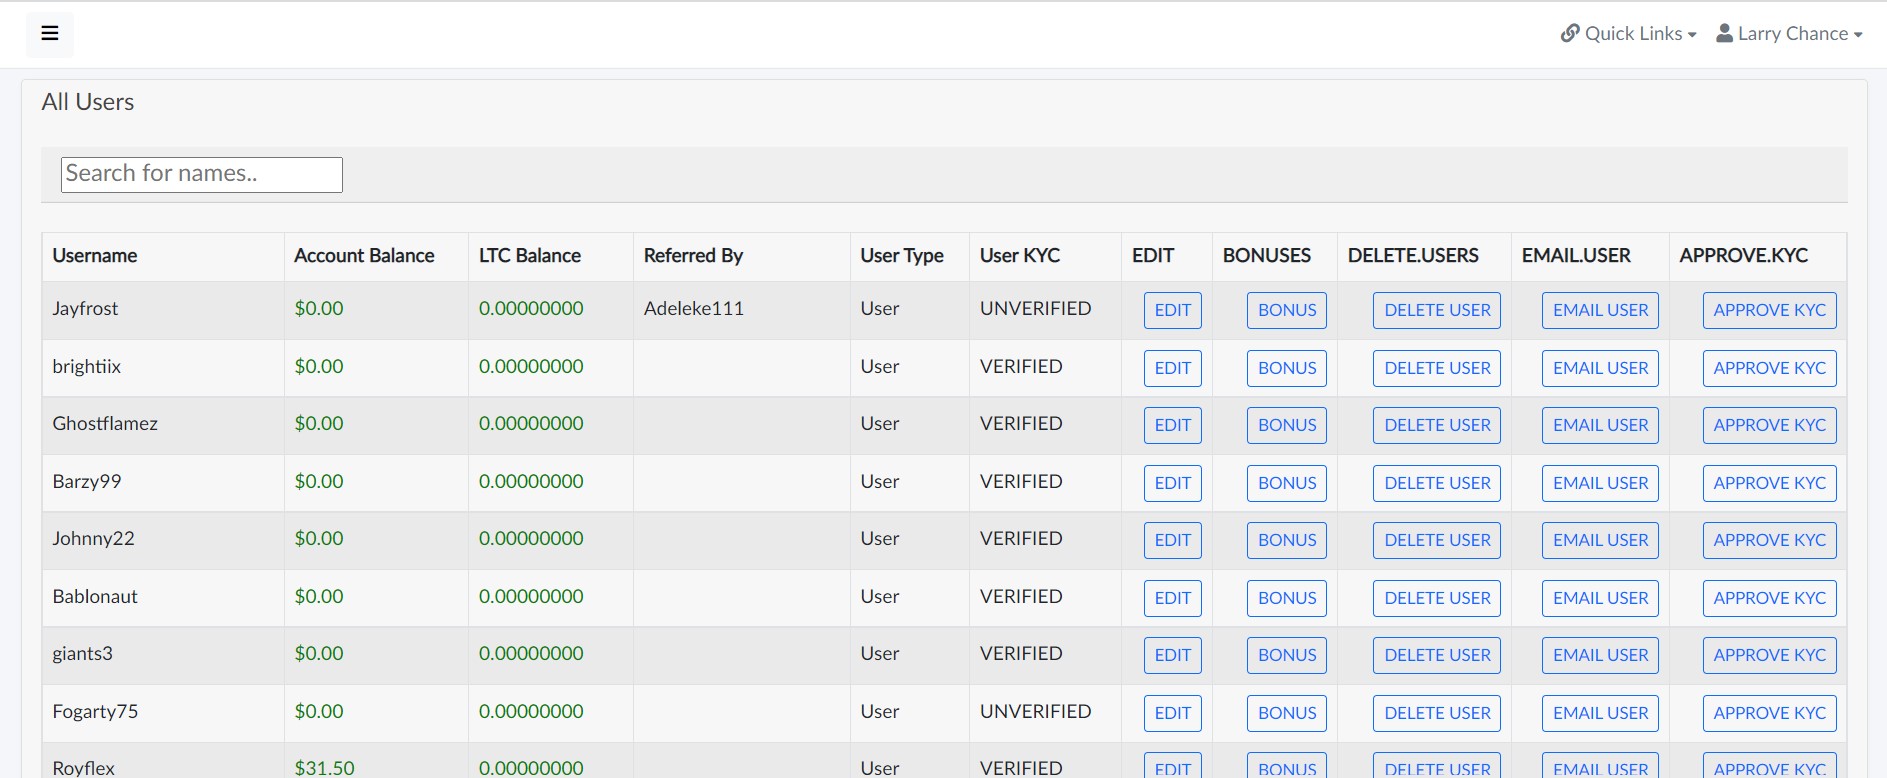 Quick Links Larry Chance
All Users
Search for names..
Username Account Balance LTC Balance Referred By User Type User KYC EDIT BONUSES DELETE.USERS EMAIL.USER APPROVE.KYC
Jayfrost $0.00 0.00000000 Adeleke111 User UNVERIFIED EDIT BONUS DELETE USER EMAIL USER APPROVE KYC
brightiix $0.00 0.00000000 User VERIFIED EDIT BONUS DELETE USER EMAIL USER APPROVE KYC
Ghostflamez $0.00 0.00000000 User VERIFIED EDIT BONUS DELETE USER EMAIL USER APPROVE KYC
Barzy99 $0.00 0.00000000 User VERIFIED EDIT BONUS DELETE USER EMAIL USER APPROVE KYC
Johnny22 $0.00 0.00000000 User VERIFIED EDIT BONUS DELETE USER EMAIL USER APPROVE KYC
Bablonaut $0.00 0.00000000 User VERIFIED EDIT BONUS DELETE USER EMAIL USER APPROVE KYC
giants3 $0.00 0.00000000 User VERIFIED EDIT BONUS DELETE USER EMAIL USER APPROVE KYC
Fogarty75 $0.00 0.00000000 User UNVERIFIED EDIT BONUS DELETE USER EMAIL USER APPROVE KYC
Royflex $31.50 0.00000000 User VERIFIED EDIT BONUS DELETE USER EMAIL USER APPROVE KYC